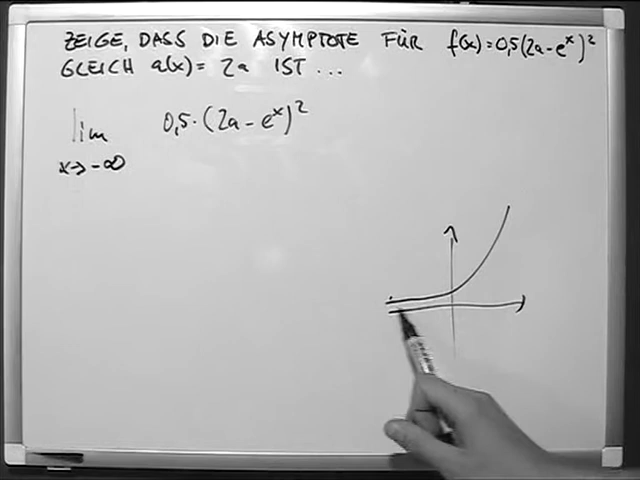 ZEIGE, DASS DIE ASYMPTOTE FÜR f(x)=0,5(2a-e^x)^2
GLEICH a(x)= 2a IST ...
lim 0,5·(2a-e^x)^2
x→-∞